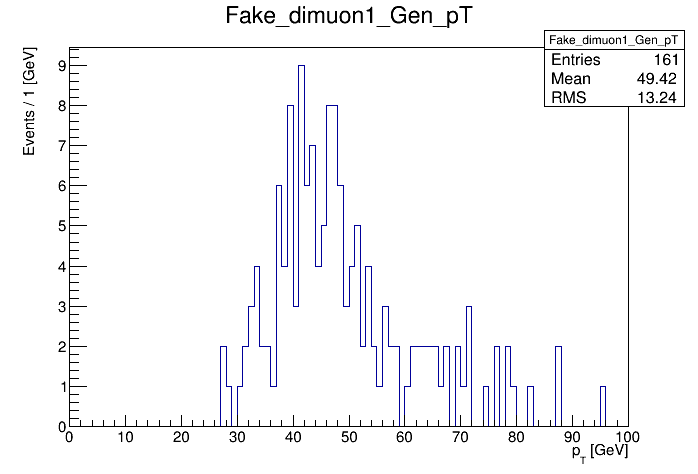 Fake_dimuon1_Gen_pT
Fake_dimuon1_Gen_pT
Entries 161
Mean 49.42
RMS 13.24
Events / 1 [GeV]
9
8
7
6
5
4
3
2
1
0
0 10 20 30 40 50 60 70 80 90 100
p_T [GeV]